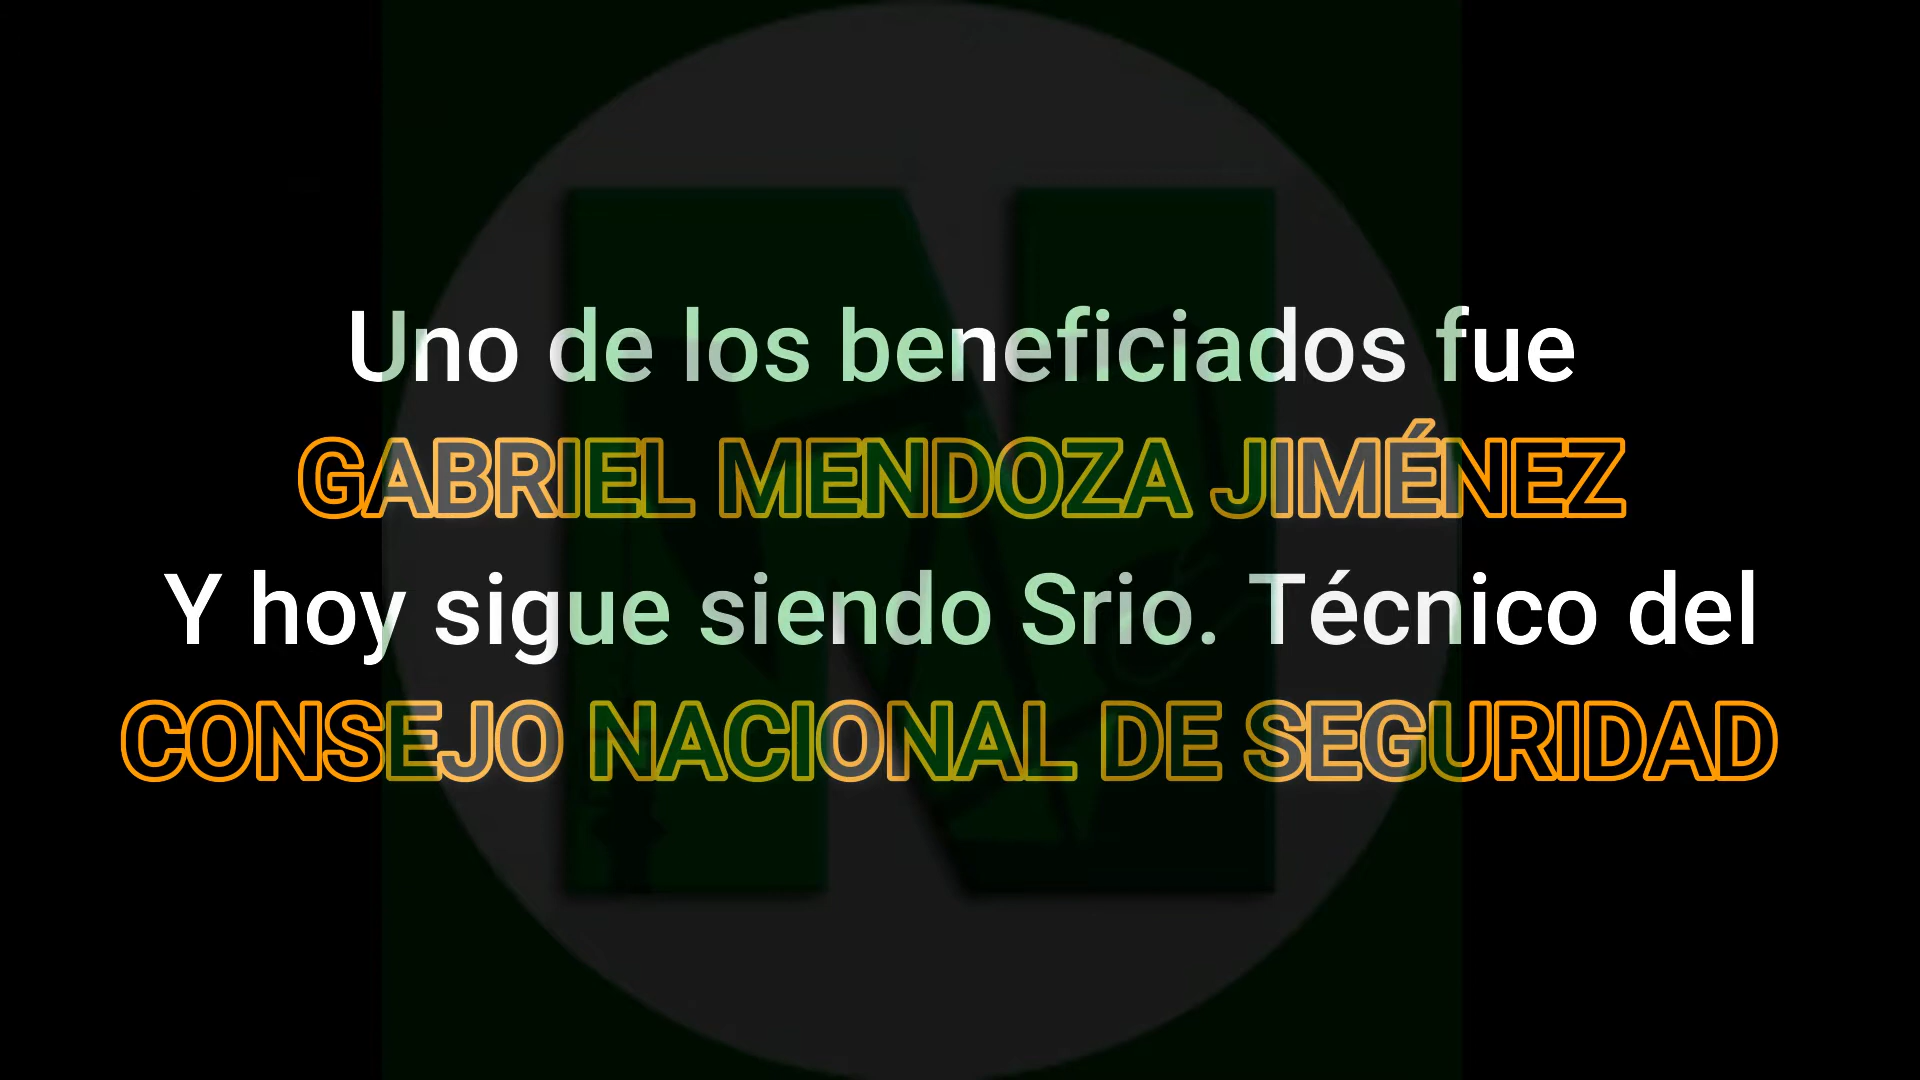 Uno de los beneficiados fue
GABRIEL MENDOZA JIMÉNEZ
Y hoy sigue siendo Srio. Técnico del
CONSEJO NACIONAL DE SEGURIDAD